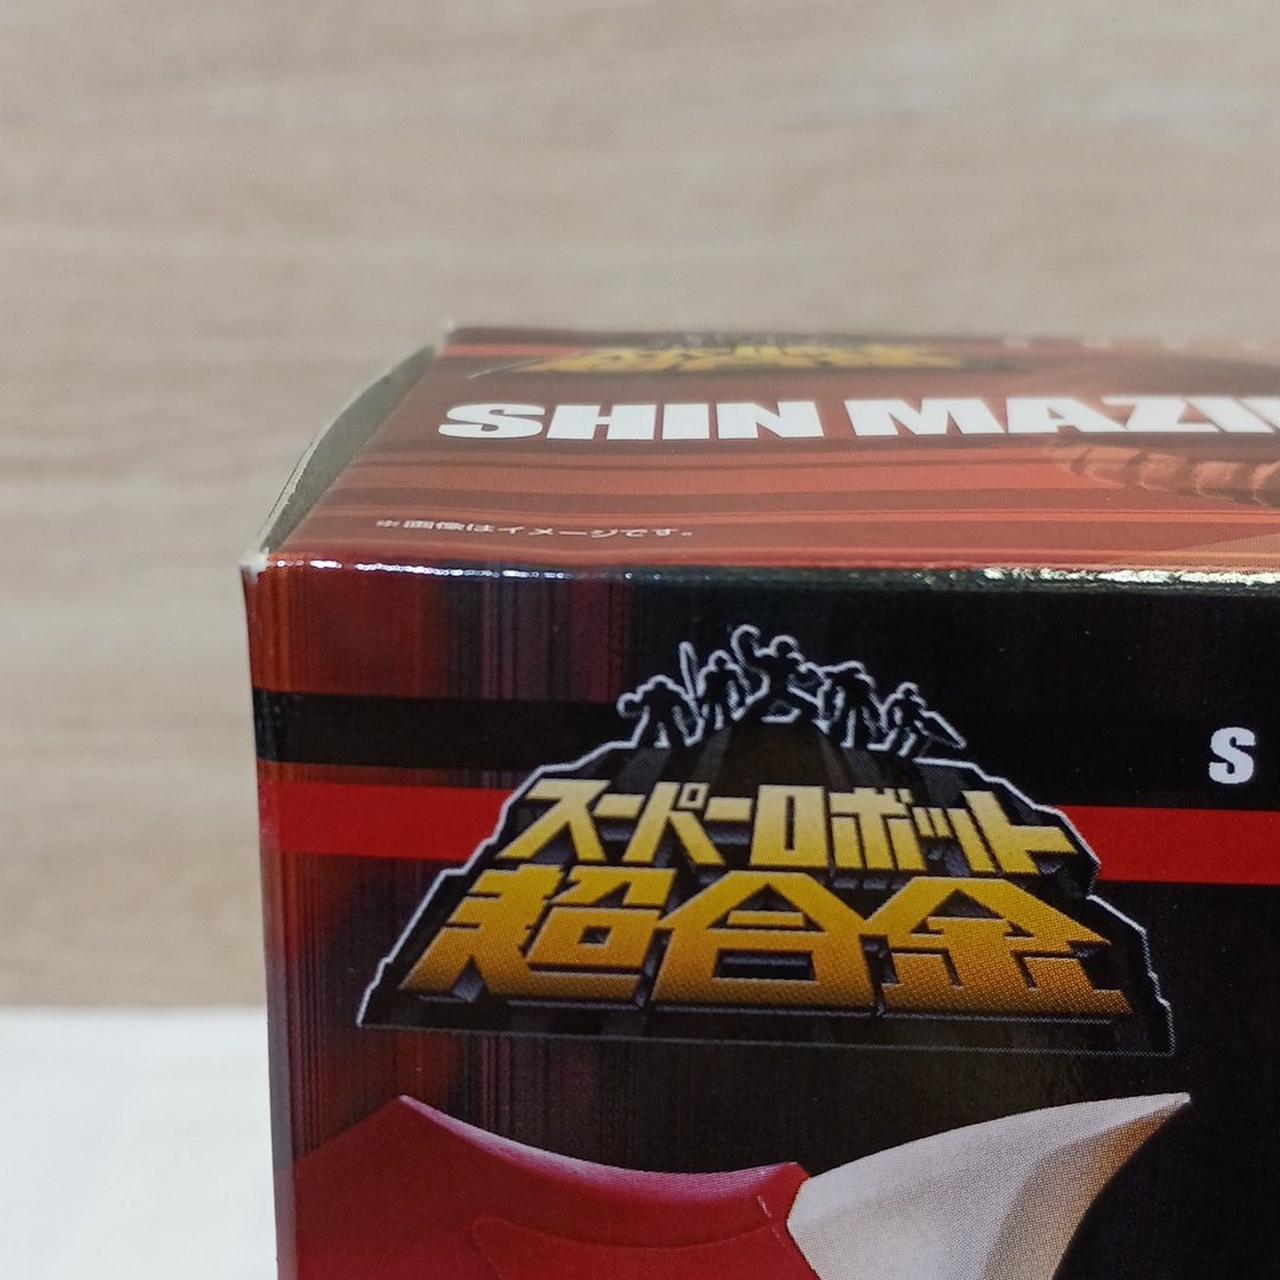 SHIN MAZIN
※画像はイメージです。
S
スーパーロボット
超合金